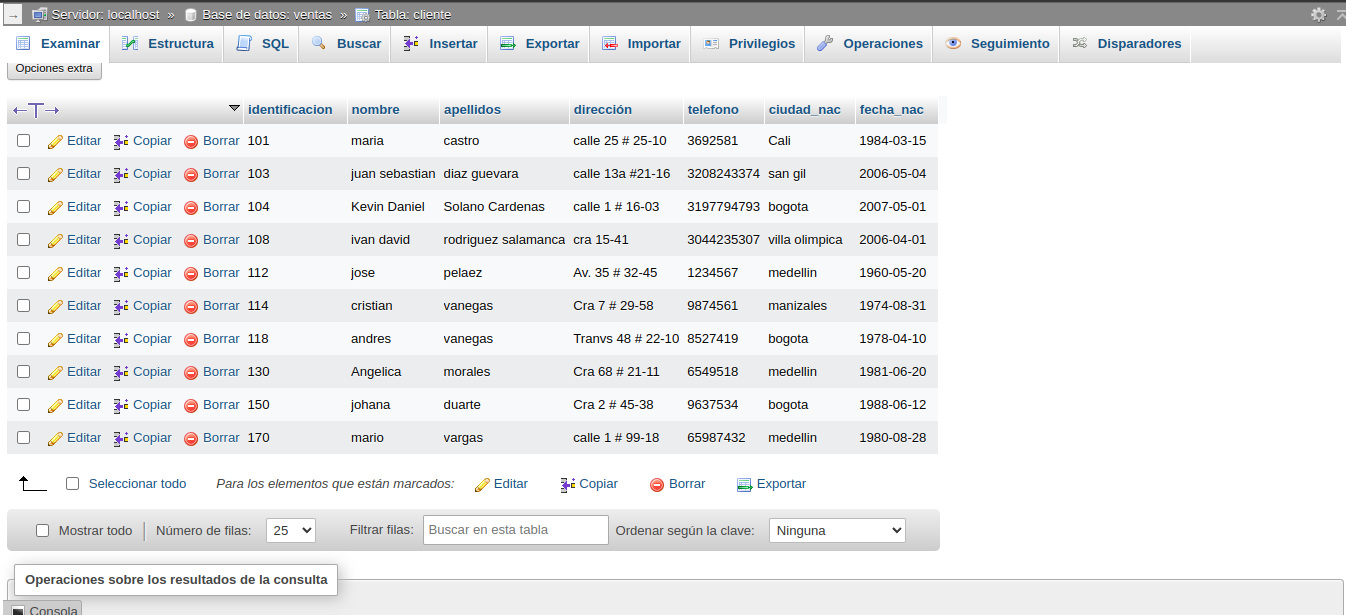 Servidor: localhost » Base de datos: ventas » Tabla: cliente
Examinar Estructura SQL Buscar Insertar Exportar Importar Privilegios Operaciones Seguimiento Disparadores
Opciones extra
←T→ identificacion nombre apellidos dirección telefono ciudad_nac fecha_nac
Editar Copiar Borrar 101 maria castro calle 25 # 25-10 3692581 Cali 1984-03-15
Editar Copiar Borrar 103 juan sebastian diaz guevara calle 13a #21-16 3208243374 san gil 2006-05-04
Editar Copiar Borrar 104 Kevin Daniel Solano Cardenas calle 1 # 16-03 3197794793 bogota 2007-05-01
Editar Copiar Borrar 108 ivan david rodriguez salamanca cra 15-41 3044235307 villa olimpica 2006-04-01
Editar Copiar Borrar 112 jose pelaez Av. 35 # 32-45 1234567 medellin 1960-05-20
Editar Copiar Borrar 114 cristian vanegas Cra 7 # 29-58 9874561 manizales 1974-08-31
Editar Copiar Borrar 118 andres vanegas Tranvs 48 # 22-10 8527419 bogota 1978-04-10
Editar Copiar Borrar 130 Angelica morales Cra 68 # 21-11 6549518 medellin 1981-06-20
Editar Copiar Borrar 150 johana duarte Cra 2 # 45-38 9637534 bogota 1988-06-12
Editar Copiar Borrar 170 mario vargas calle 1 # 99-18 65987432 medellin 1980-08-28
Seleccionar todo Para los elementos que están marcados: Editar Copiar Borrar Exportar
Mostrar todo Número de filas: 25 Filtrar filas: Buscar en esta tabla Ordenar según la clave: Ninguna
Operaciones sobre los resultados de la consulta
Consola